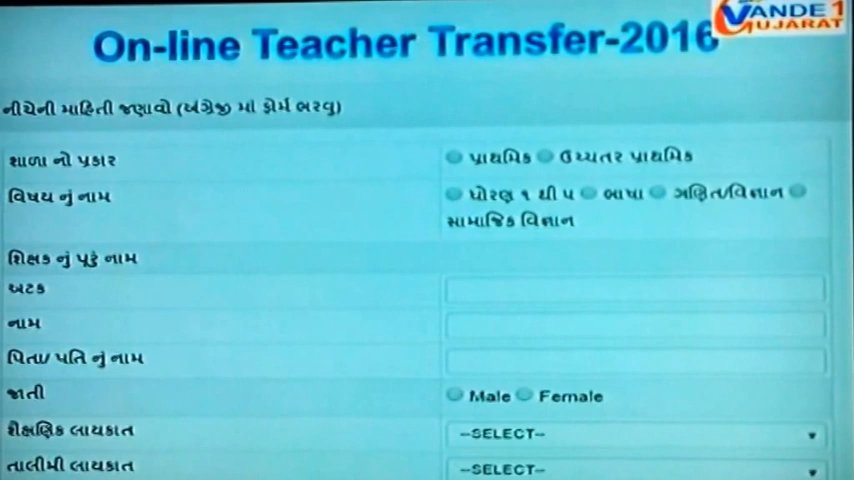 VANDE 1
GUJARAT
On-line Teacher Transfer-2016
નીચેની માહિતી જણાવો (અંગ્રેજી માં ફોર્મ ભરવુ)
શાળા નો પ્રકાર
પ્રાથમિક ઉચ્ચતર પ્રાથમિક
વિષય નું નામ
ધોરણ ૧ થી ૫ ભાષા ગણિત/વિજ્ઞાન
સામાજિક વિજ્ઞાન
શિક્ષક નું પૂરું નામ
અટક
નામ
પિતા/ પતિ નું નામ
જાતી
Male Female
શૈક્ષણિક લાયકાત
--SELECT--
તાલીમી લાયકાત
--SELECT--